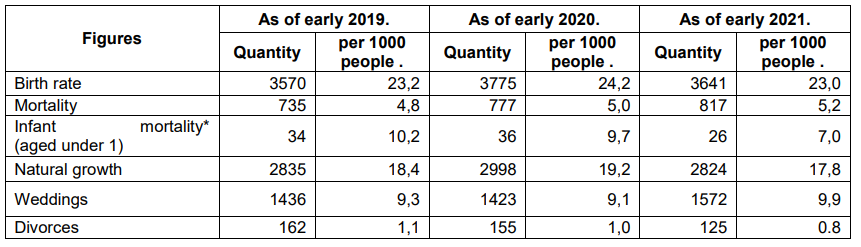 Figures As of early 2019. As of early 2020. As of early 2021.
Quantity per 1000 people . Quantity per 1000 people . Quantity per 1000 people .
Birth rate 3570 23,2 3775 24,2 3641 23,0
Mortality 735 4,8 777 5,0 817 5,2
Infant mortality*
(aged under 1) 34 10,2 36 9,7 26 7,0
Natural growth 2835 18,4 2998 19,2 2824 17,8
Weddings 1436 9,3 1423 9,1 1572 9,9
Divorces 162 1,1 155 1,0 125 0.8